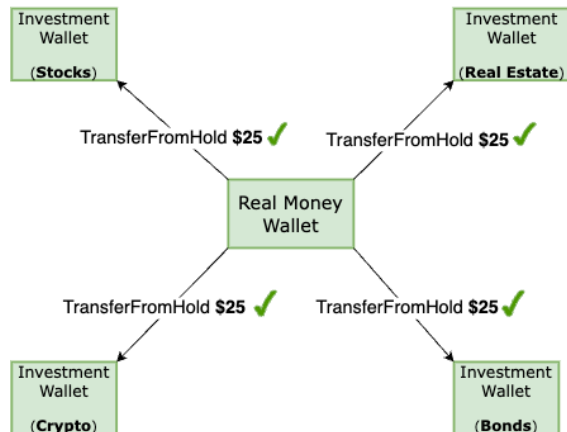 Investment
Wallet
(Stocks)
Investment
Wallet
(Real Estate)
TransferFromHold $25
TransferFromHold $25
Real Money
Wallet
TransferFromHold $25
TransferFromHold $25
Investment
Wallet
(Crypto)
Investment
Wallet
(Bonds)